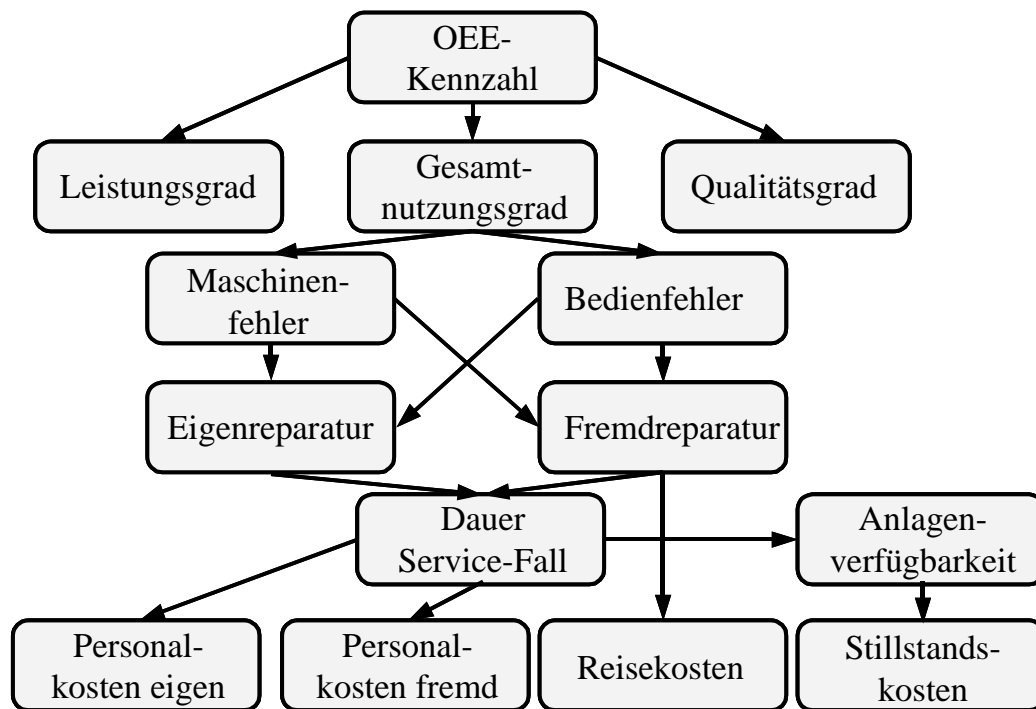 OEE-
Kennzahl
Leistungsgrad
Gesamt-
nutzungsgrad
Qualitätsgrad
Maschinen-
fehler
Bedienfehler
Eigenreparatur
Fremdreparatur
Dauer
Service-Fall
Anlagen-
verfügbarkeit
Personal-
kosten eigen
Personal-
kosten fremd
Reisekosten
Stillstands-
kosten